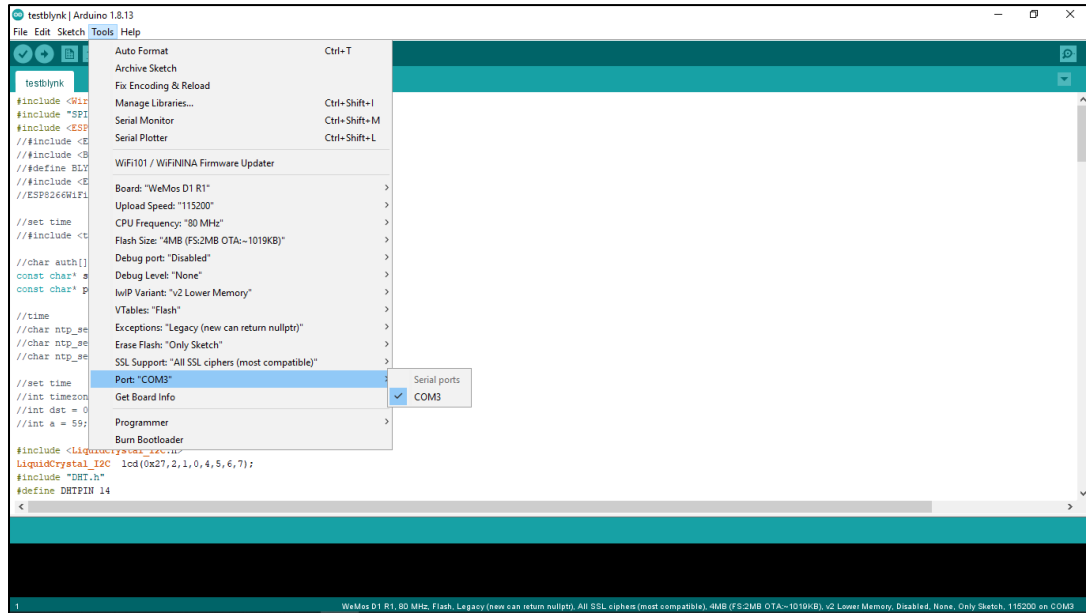 testblynk | Arduino 1.8.13
File Edit Sketch Tools Help
Auto Format Ctrl+T
Archive Sketch
Fix Encoding & Reload
Manage Libraries... Ctrl+Shift+I
Serial Monitor Ctrl+Shift+M
Serial Plotter Ctrl+Shift+L
WiFi101 / WiFiNINA Firmware Updater
Board: "WeMos D1 R1"
Upload Speed: "115200"
CPU Frequency: "80 MHz"
Flash Size: "4MB (FS:2MB OTA:~1019KB)"
Debug port: "Disabled"
Debug Level: "None"
lwIP Variant: "v2 Lower Memory"
VTables: "Flash"
Exceptions: "Legacy (new can return nullptr)"
Erase Flash: "Only Sketch"
SSL Support: "All SSL ciphers (most compatible)"
Port: "COM3"
Get Board Info
Programmer
Burn Bootloader
Serial ports
COM3
testblynk
#include <Wir
#include "SPI
#include <ESP
//#include <E
//#include <B
//#define BLY
//#include <E
//ESP8266WiFi
//set time
//#include <t
//char auth[]
const char* s
const char* p
//time
//char ntp_se
//char ntp_se
//char ntp_se
//set time
//int timezon
//int dst = 0
//int a = 59;
#include <LiquidCrystal_I2C.h>
LiquidCrystal_I2C lcd(0x27,2,1,0,4,5,6,7);
#include "DHT.h"
#define DHTPIN 14
1
WeMos D1 R1, 80 MHz, Flash, Legacy (new can return nullptr), All SSL ciphers (most compatible), 4MB (FS:2MB OTA:~1019KB), v2 Lower Memory, Disabled, None, Only Sketch, 115200 on COM3